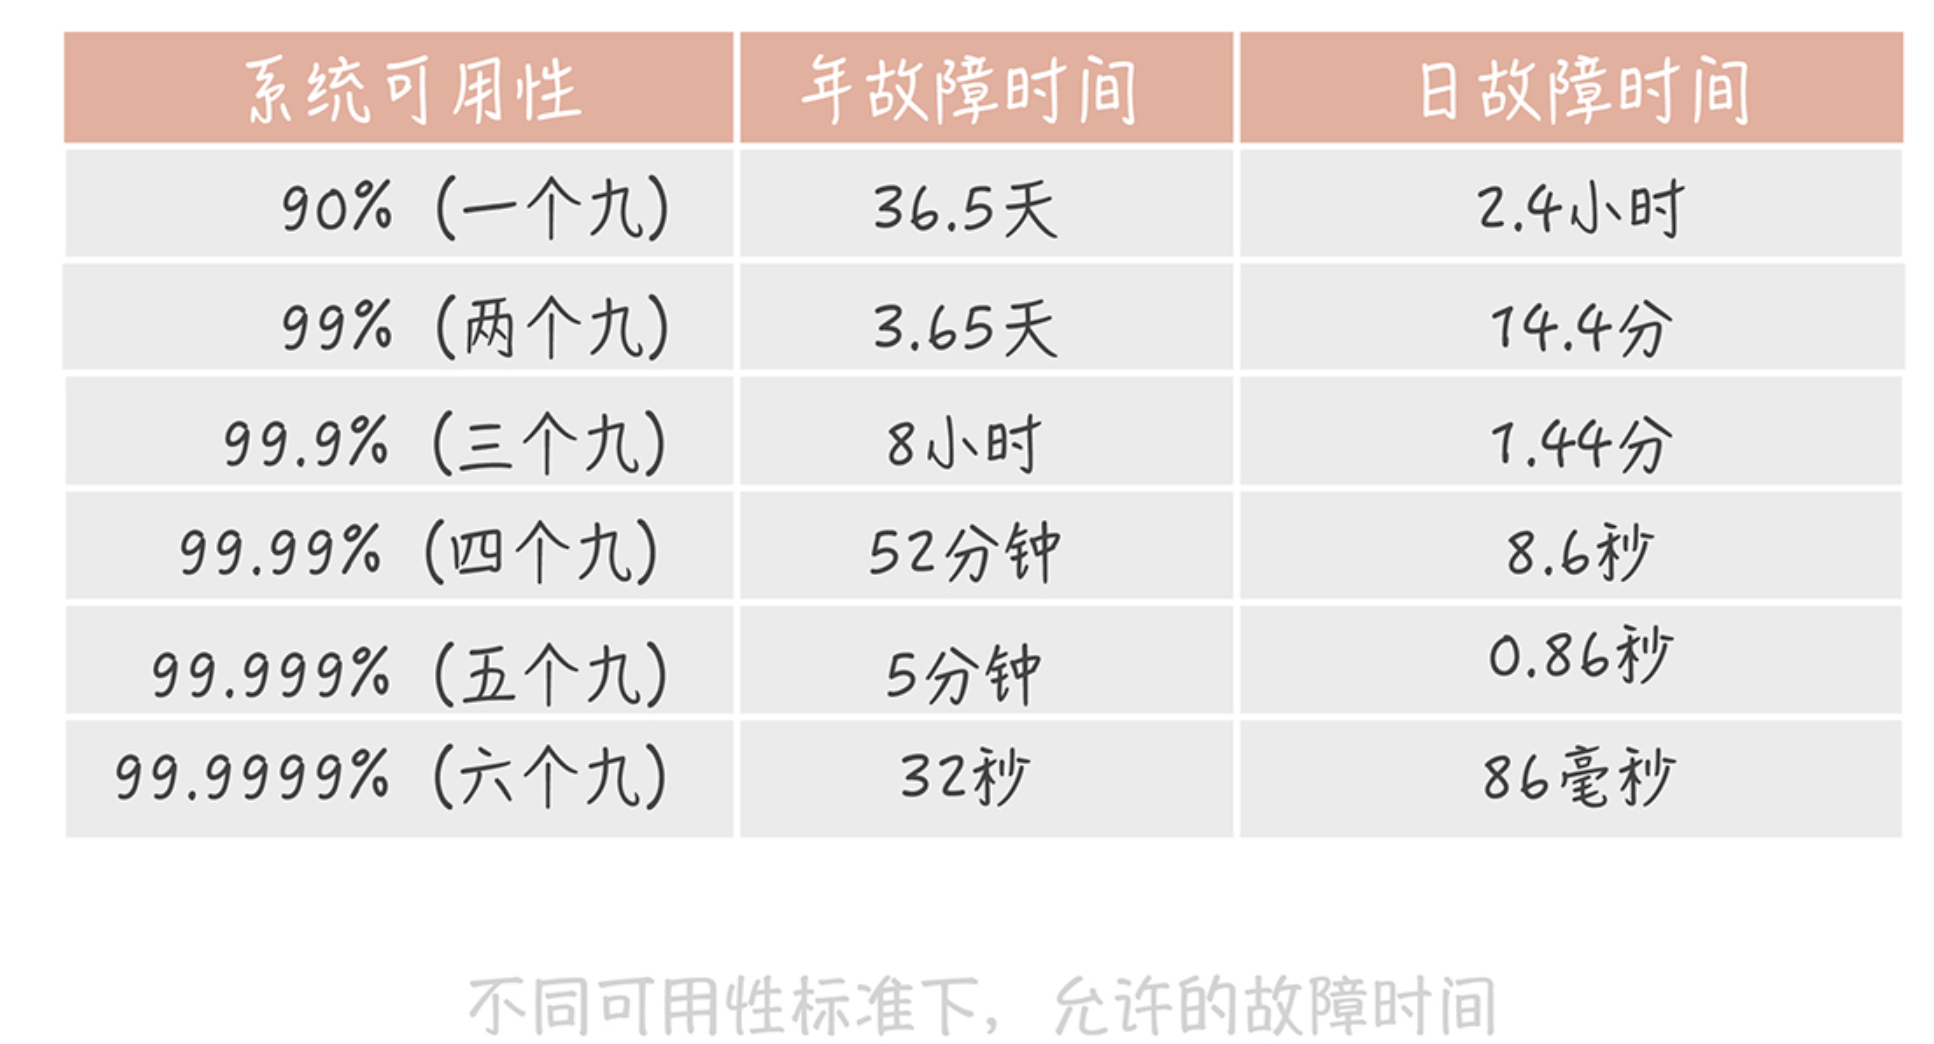 系统可用性 年故障时间 日故障时间
90%（一个九） 36.5天 2.4小时
99%（两个九） 3.65天 14.4分
99.9%（三个九） 8小时 1.44分
99.99%（四个九） 52分钟 8.6秒
99.999%（五个九） 5分钟 0.86秒
99.9999%（六个九） 32秒 86毫秒
不同可用性标准下，允许的故障时间